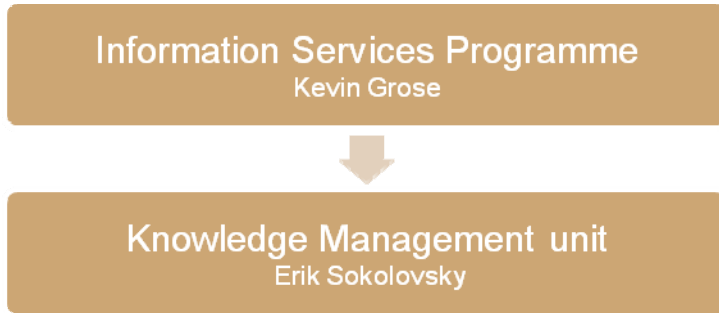 Information Services Programme
Kevin Grose
Knowledge Management unit
Erik Sokolovsky